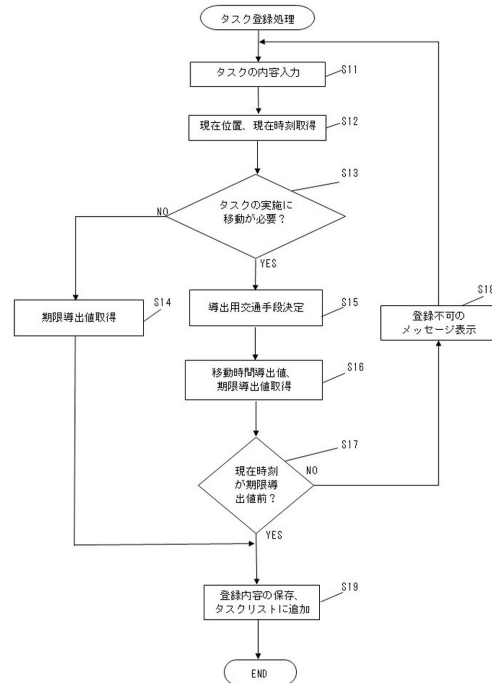 タスク登録処理
タスクの内容入力
S11
現在位置、現在時刻取得
S12
タスクの実施に
移動が必要？
S13
NO
YES
期限導出値取得
S14
導出用交通手段決定
S15
登録不可の
メッセージ表示
S18
移動時間導出値、
期限導出値取得
S16
現在時刻
が期限導
出値前？
S17
NO
YES
登録内容の保存、
タスクリストに追加
S19
END